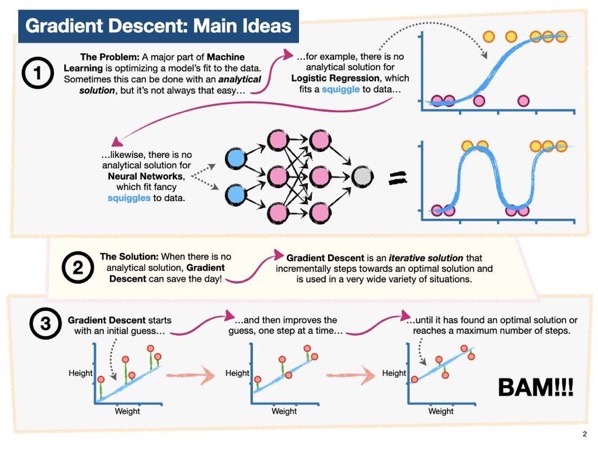 Gradient Descent: Main Ideas
1
The Problem: A major part of Machine
Learning is optimizing a model's fit to the data.
Sometimes this can be done with an analytical
solution, but it's not always that easy…
…for example, there is no
analytical solution for
Logistic Regression, which
fits a squiggle to data…
…likewise, there is no
analytical solution for
Neural Networks,
which fit fancy
squiggles to data.
=
2
The Solution: When there is no
analytical solution, Gradient
Descent can save the day!
Gradient Descent is an iterative solution that
incrementally steps towards an optimal solution and
is used in a very wide variety of situations.
3
Gradient Descent starts
with an initial guess…
…and then improves the
guess, one step at a time…
…until it has found an optimal solution or
reaches a maximum number of steps.
Height
Weight
Height
Weight
Height
Weight
BAM!!!
2